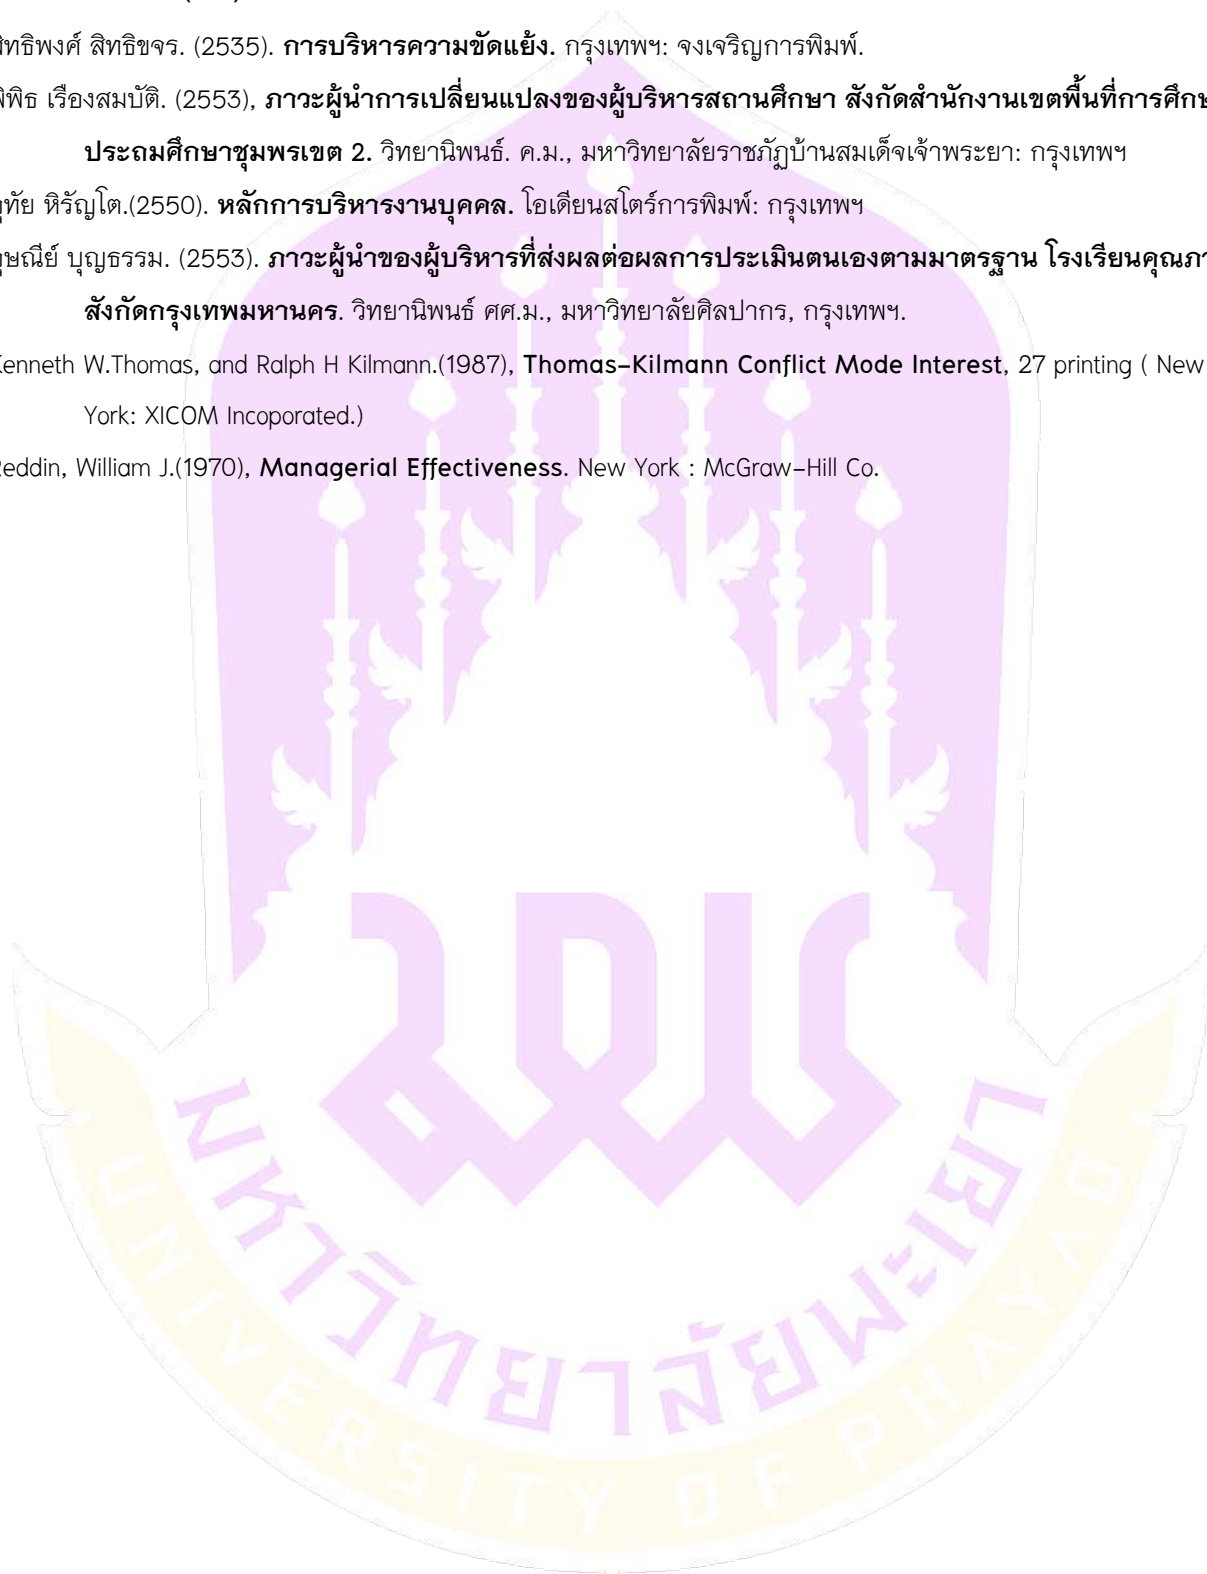 สิทธิพงศ์ สิทธิขจร. (2535). การบริหารความขัดแย้ง. กรุงเทพฯ: จงเจริญการพิมพ์.
เรืองสมบัติ. (2553), ภาวะผู้นำการเปลี่ยนแปลงของผู้บริหารสถานศึกษา สังกัดสำนักงานเขตพื้นที่การศึกษ
ประถมศึกษาชุมพรเขต 2. วิทยานิพนธ์. ค.ม., มหาวิทยาลัยราชภัฏบ้านสมเด็จเจ้าพระยา: กรุงเทพฯ
หิรัญโต.(2550). หลักการบริหารงานบุคคล. โอเดียนสโตร์การพิมพ์: กรุงเทพฯ
บุญธรรม. (2553). ภาวะผู้นำของผู้บริหารที่ส่งผลต่อผลการประเมินตนเองตามมาตรฐาน โรงเรียนคุณภา
สังกัดกรุงเทพมหานคร. วิทยานิพนธ์ ศศ.ม., มหาวิทยาลัยศิลปากร, กรุงเทพฯ.
Kenneth W.Thomas, and Ralph H Kilmann.(1987), Thomas-Kilmann Conflict Mode Interest, 27 printing ( New
York: XICOM Incoporated.)
Reddin, William J.(1970), Managerial Effectiveness. New York : McGraw-Hill Co.
มหาวิทยาลัยพะเยา
UNIVERSITY OF PHAYAO